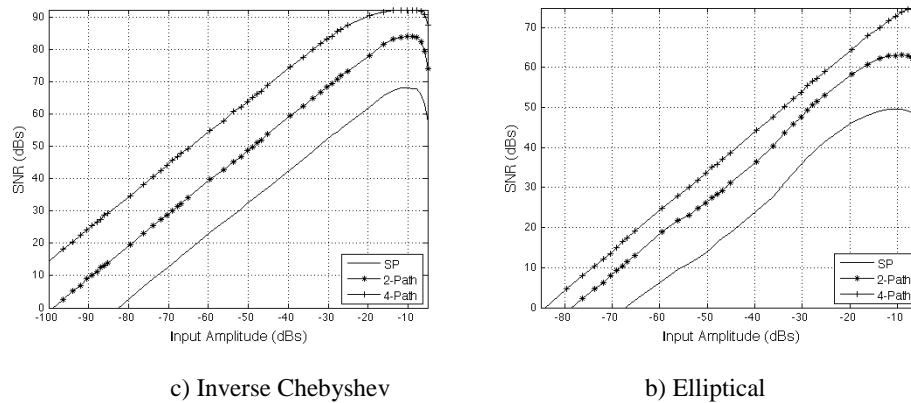 90
80
70
60
50
40
30
20
10
0
SNR (dBs)
-100 -90 -80 -70 -60 -50 -40 -30 -20 -10
Input Amplitude (dBs)
SP
2-Path
4-Path
c) Inverse Chebyshev
70
60
50
40
30
20
10
0
SNR (dBs)
-80 -70 -60 -50 -40 -30 -20 -10
Input Amplitude (dBs)
SP
2-Path
4-Path
b) Elliptical